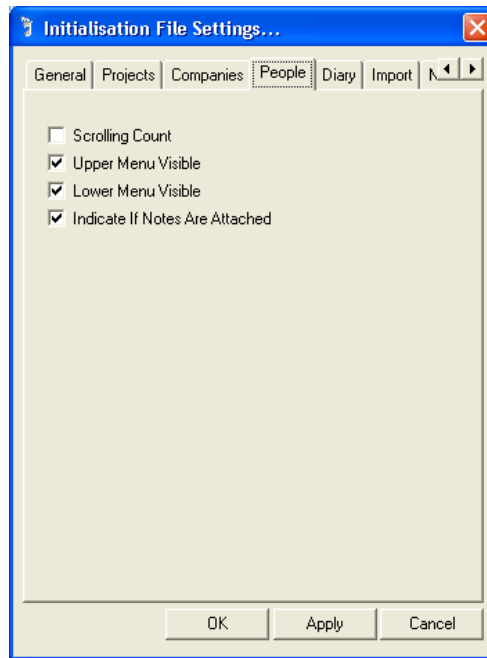 Initialisation File Settings...
General Projects Companies People Diary Import
Scrolling Count
Upper Menu Visible
Lower Menu Visible
Indicate If Notes Are Attached
OK Apply Cancel